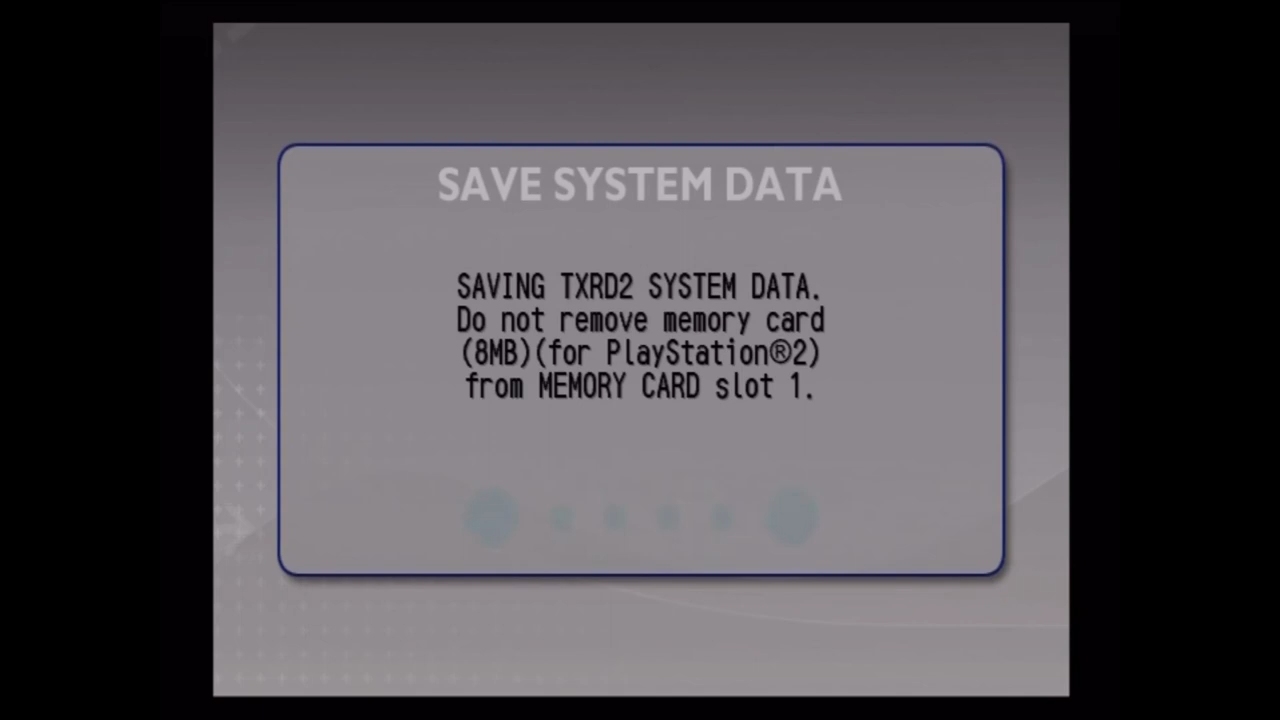 SAVE SYSTEM DATA
SAVING TXRD2 SYSTEM DATA.
Do not remove memory card
(8MB)(for PlayStation®2)
from MEMORY CARD slot 1.